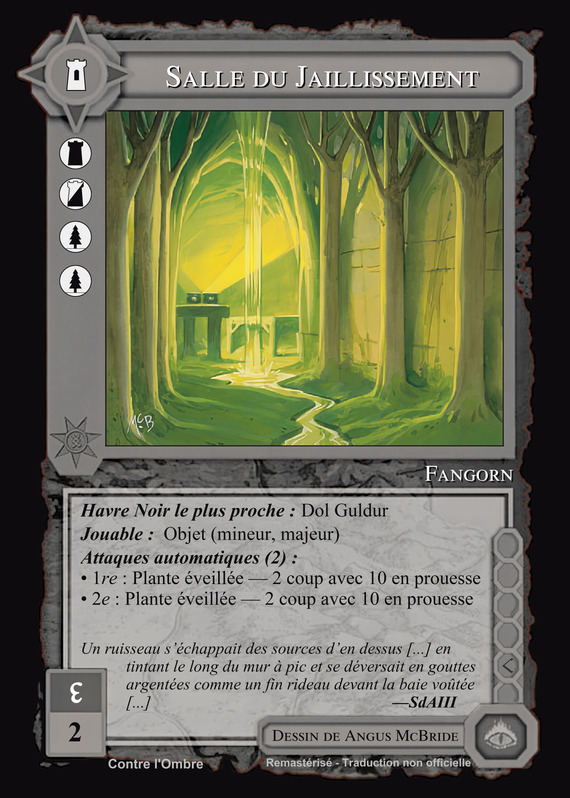 Salle du Jaillissement
McB
Fangorn
Havre Noir le plus proche : Dol Guldur
Jouable : Objet (mineur, majeur)
Attaques automatiques (2) :
• 1re : Plante éveillée — 2 coup avec 10 en prouesse
• 2e : Plante éveillée — 2 coup avec 10 en prouesse
Un ruisseau s’échappait des sources d’en dessus [...] en
tintant le long du mur à pic et se déversait en gouttes
argentées comme un fin rideau devant la baie voûtée
[...] —SdAIII
ε
2
Dessin de Angus McBride
Contre l'Ombre
Remastérisé - Traduction non officielle